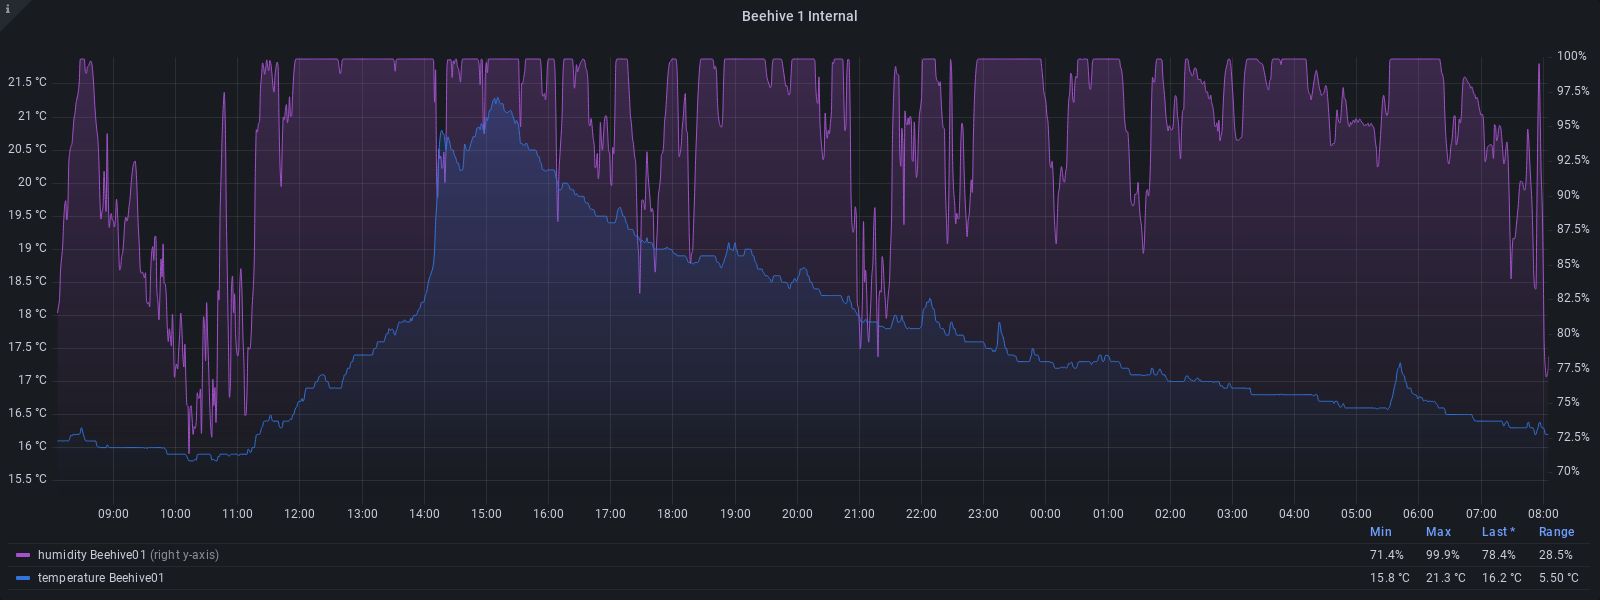 i
Beehive 1 Internal
100%
21.5 °C
97.5%
21 °C
95%
20.5 °C
92.5%
20 °C
90%
19.5 °C
87.5%
19 °C
85%
18.5 °C
82.5%
18 °C
80%
17.5 °C
77.5%
17 °C
75%
16.5 °C
72.5%
16 °C
70%
15.5 °C
09:00 10:00 11:00 12:00 13:00 14:00 15:00 16:00 17:00 18:00 19:00 20:00 21:00 22:00 23:00 00:00 01:00 02:00 03:00 04:00 05:00 06:00 07:00 08:00
Min Max Last * Range
humidity Beehive01 (right y-axis) 71.4% 99.9% 78.4% 28.5%
temperature Beehive01 15.8 °C 21.3 °C 16.2 °C 5.50 °C